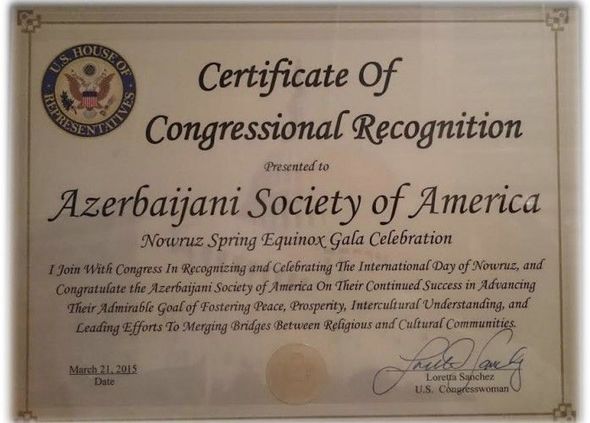 U.S. HOUSE OF
REPRESENTATIVES
Certificate Of
Congressional Recognition
Presented to
Azerbaijani Society of America
Nowruz Spring Equinox Gala Celebration
I Join With Congress In Recognizing and Celebrating The International Day of Nowruz, and
Congratulate the Azerbaijani Society of America On Their Continued Success in Advancing
Their Admirable Goal of Fostering Peace, Prosperity, Intercultural Understanding, and
Leading Efforts To Merging Bridges Between Religious and Cultural Communities.
March 21, 2015
Date
Loretta Sanchez
U.S. Congresswoman